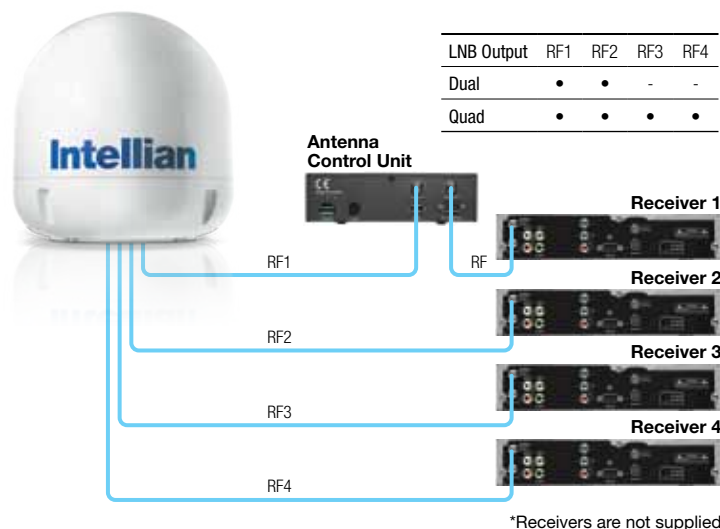 LNB Output RF1 RF2 RF3 RF4
Dual • • - -
Quad • • • •
Intellian
Antenna
Control Unit
CE
Receiver 1
RF1
RF
Receiver 2
RF2
Receiver 3
RF3
Receiver 4
RF4
*Receivers are not supplied